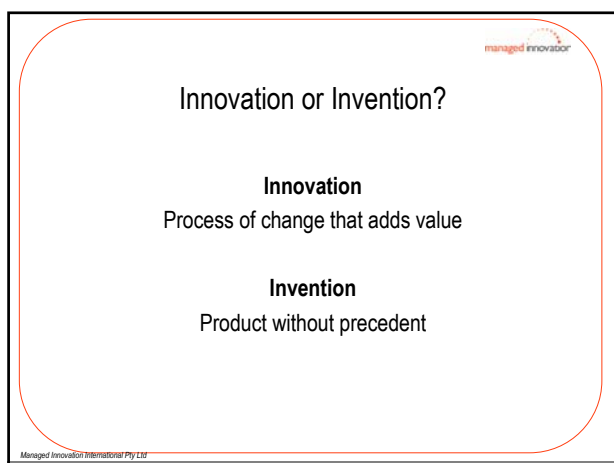 managed innovation
Innovation or Invention?
Innovation
Process of change that adds value
Invention
Product without precedent
Managed Innovation International Pty Ltd